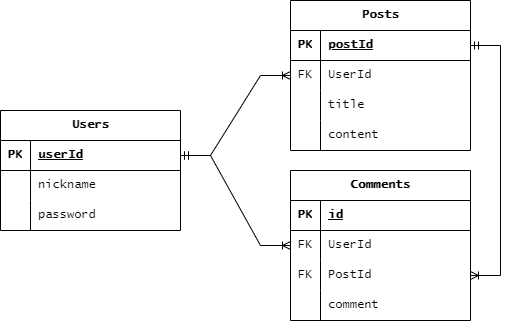 Posts
PK postId
FK UserId
title
content
Users
PK userId
nickname
password
Comments
PK id
FK UserId
FK PostId
comment